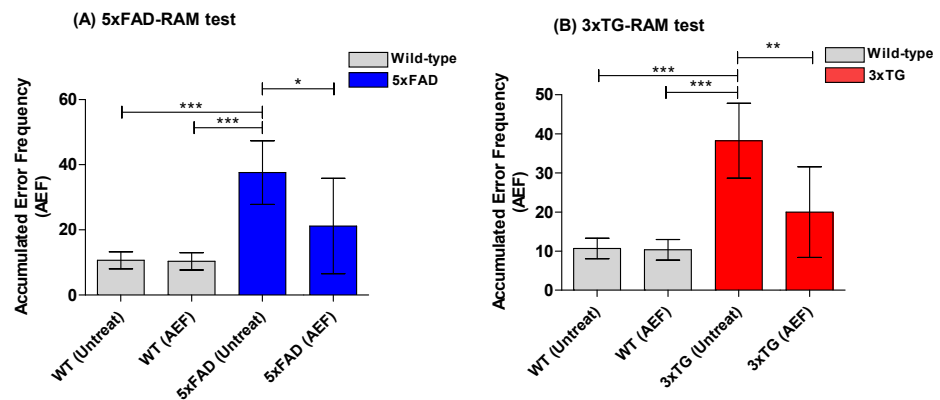 (A) 5xFAD-RAM test
Wild-type
5xFAD
Accumulated Error Frequency
(AEF)
60
40
20
0
***
***
*
WT (Untreat)
WT (AEF)
5xFAD (Untreat)
5xFAD (AEF)
(B) 3xTG-RAM test
Wild-type
3xTG
Accumulated Error Frequency
(AEF)
50
40
30
20
10
0
**
***
***
WT (Untreat)
WT (AEF)
3xTG (Untreat)
3xTG (AEF)